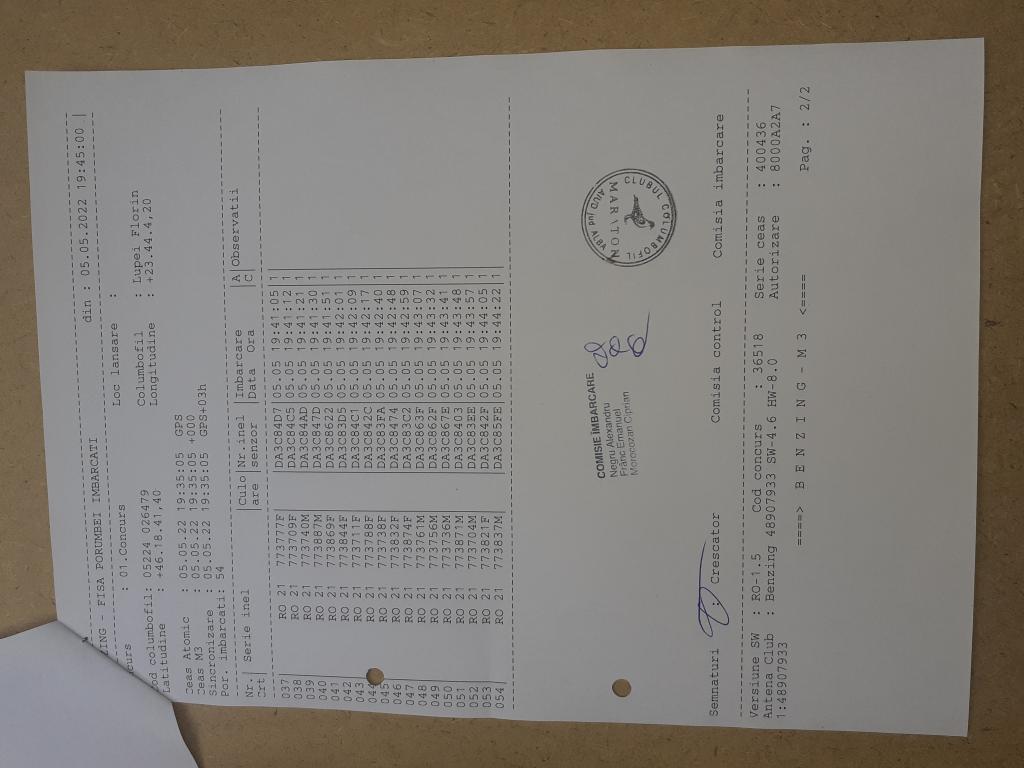 ING - FISA PORUMBEI IMBARCATI din : 05.05.2022 19:45:00 |
curs : 01.Concurs Loc lansare :
od columbofil: 05224 026479 Columbofil : Lupei Florin
Latitudine : +46.18.41,40 Longitudine : +23.44.4,20
Ceas Atomic : 05.05.22 19:35:05 GPS
Ceas M3 : 05.05.22 19:35:05 +000
Sincronizare : 05.05.22 19:35:05 GPS+03h
Por. imbarcati: 54
Nr.| Serie inel |Culo|Nr.inel |Imbarcare |A|Observatii
Crt |are |senzor |Data Ora |C|
037 RO 21 773777F |DA3C84D7 |05.05 19:41:05|1
038 RO 21 773709F |DA3C84C5 |05.05 19:41:12|1
039 RO 21 773740M |DA3C84AD |05.05 19:41:21|1
040 RO 21 773887M |DA3C847D |05.05 19:41:30|1
041 RO 21 773869F |DA3C8622 |05.05 19:41:51|1
042 RO 21 773844F |DA3C83D5 |05.05 19:42:01|1
043 RO 21 773711F |DA3C84C1 |05.05 19:42:09|1
044 RO 21 773788F |DA3C842C |05.05 19:42:17|1
045 RO 21 773738F |DA3C83FA |05.05 19:42:40|1
046 RO 21 773832F |DA3C8474 |05.05 19:42:48|1
047 RO 21 773874F |DA3C83C2 |05.05 19:42:59|1
048 RO 21 773761M |DA3C863F |05.05 19:43:07|1
049 RO 21 773756M |DA3C862F |05.05 19:43:32|1
050 RO 21 773736M |DA3C867E |05.05 19:43:41|1
051 RO 21 773871M |DA3C8403 |05.05 19:43:48|1
052 RO 21 773704M |DA3C83EE |05.05 19:43:57|1
053 RO 21 773821F |DA3C842F |05.05 19:44:05|1
054 RO 21 773837M |DA3C85FE |05.05 19:44:22|1
COMISIE ÎMBARCARE
Negru Alexandru
Frânc Emanuel
Morocozan Ciprian
CLUBUL COLUMBOFIL
AIUD jud ALBA
MARATON
Semnaturi : Crescator Comisia control Comisia imbarcare
Versiune SW : RO-1.5 Cod concurs : 36518 Serie ceas : 400436
Antena Club : Benzing 48907933 SW-4.6 HW-8.0 Autorizare : 8000A2A7
1:48907933
====> B E N Z I N G - M 3 <==== Pag. : 2/2